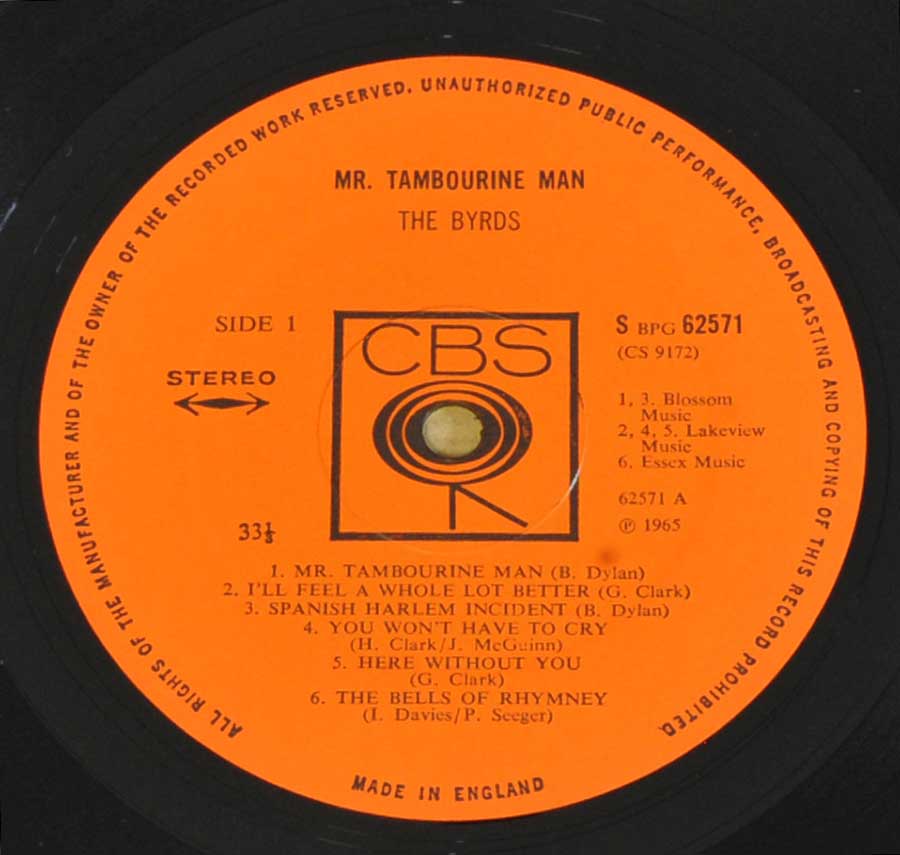 ALL RIGHTS OF THE MANUFACTURER AND OF THE OWNER OF THE RECORDED WORK RESERVED. UNAUTHORIZED PUBLIC PERFORMANCE, BROADCASTING AND COPYING OF THIS RECORD PROHIBITED.
MR. TAMBOURINE MAN
THE BYRDS
SIDE 1
STEREO
33⅓
CBS
S BPG 62571
(CS 9172)
1, 3. Blossom
Music
2, 4, 5. Lakeview
Music
6. Essex Music
62571 A
℗ 1965
1. MR. TAMBOURINE MAN (B. Dylan)
2. I'LL FEEL A WHOLE LOT BETTER (G. Clark)
3. SPANISH HARLEM INCIDENT (B. Dylan)
4. YOU WON'T HAVE TO CRY
(H. Clark/J. McGuinn)
5. HERE WITHOUT YOU
(G. Clark)
6. THE BELLS OF RHYMNEY
(I. Davies/P. Seeger)
MADE IN ENGLAND